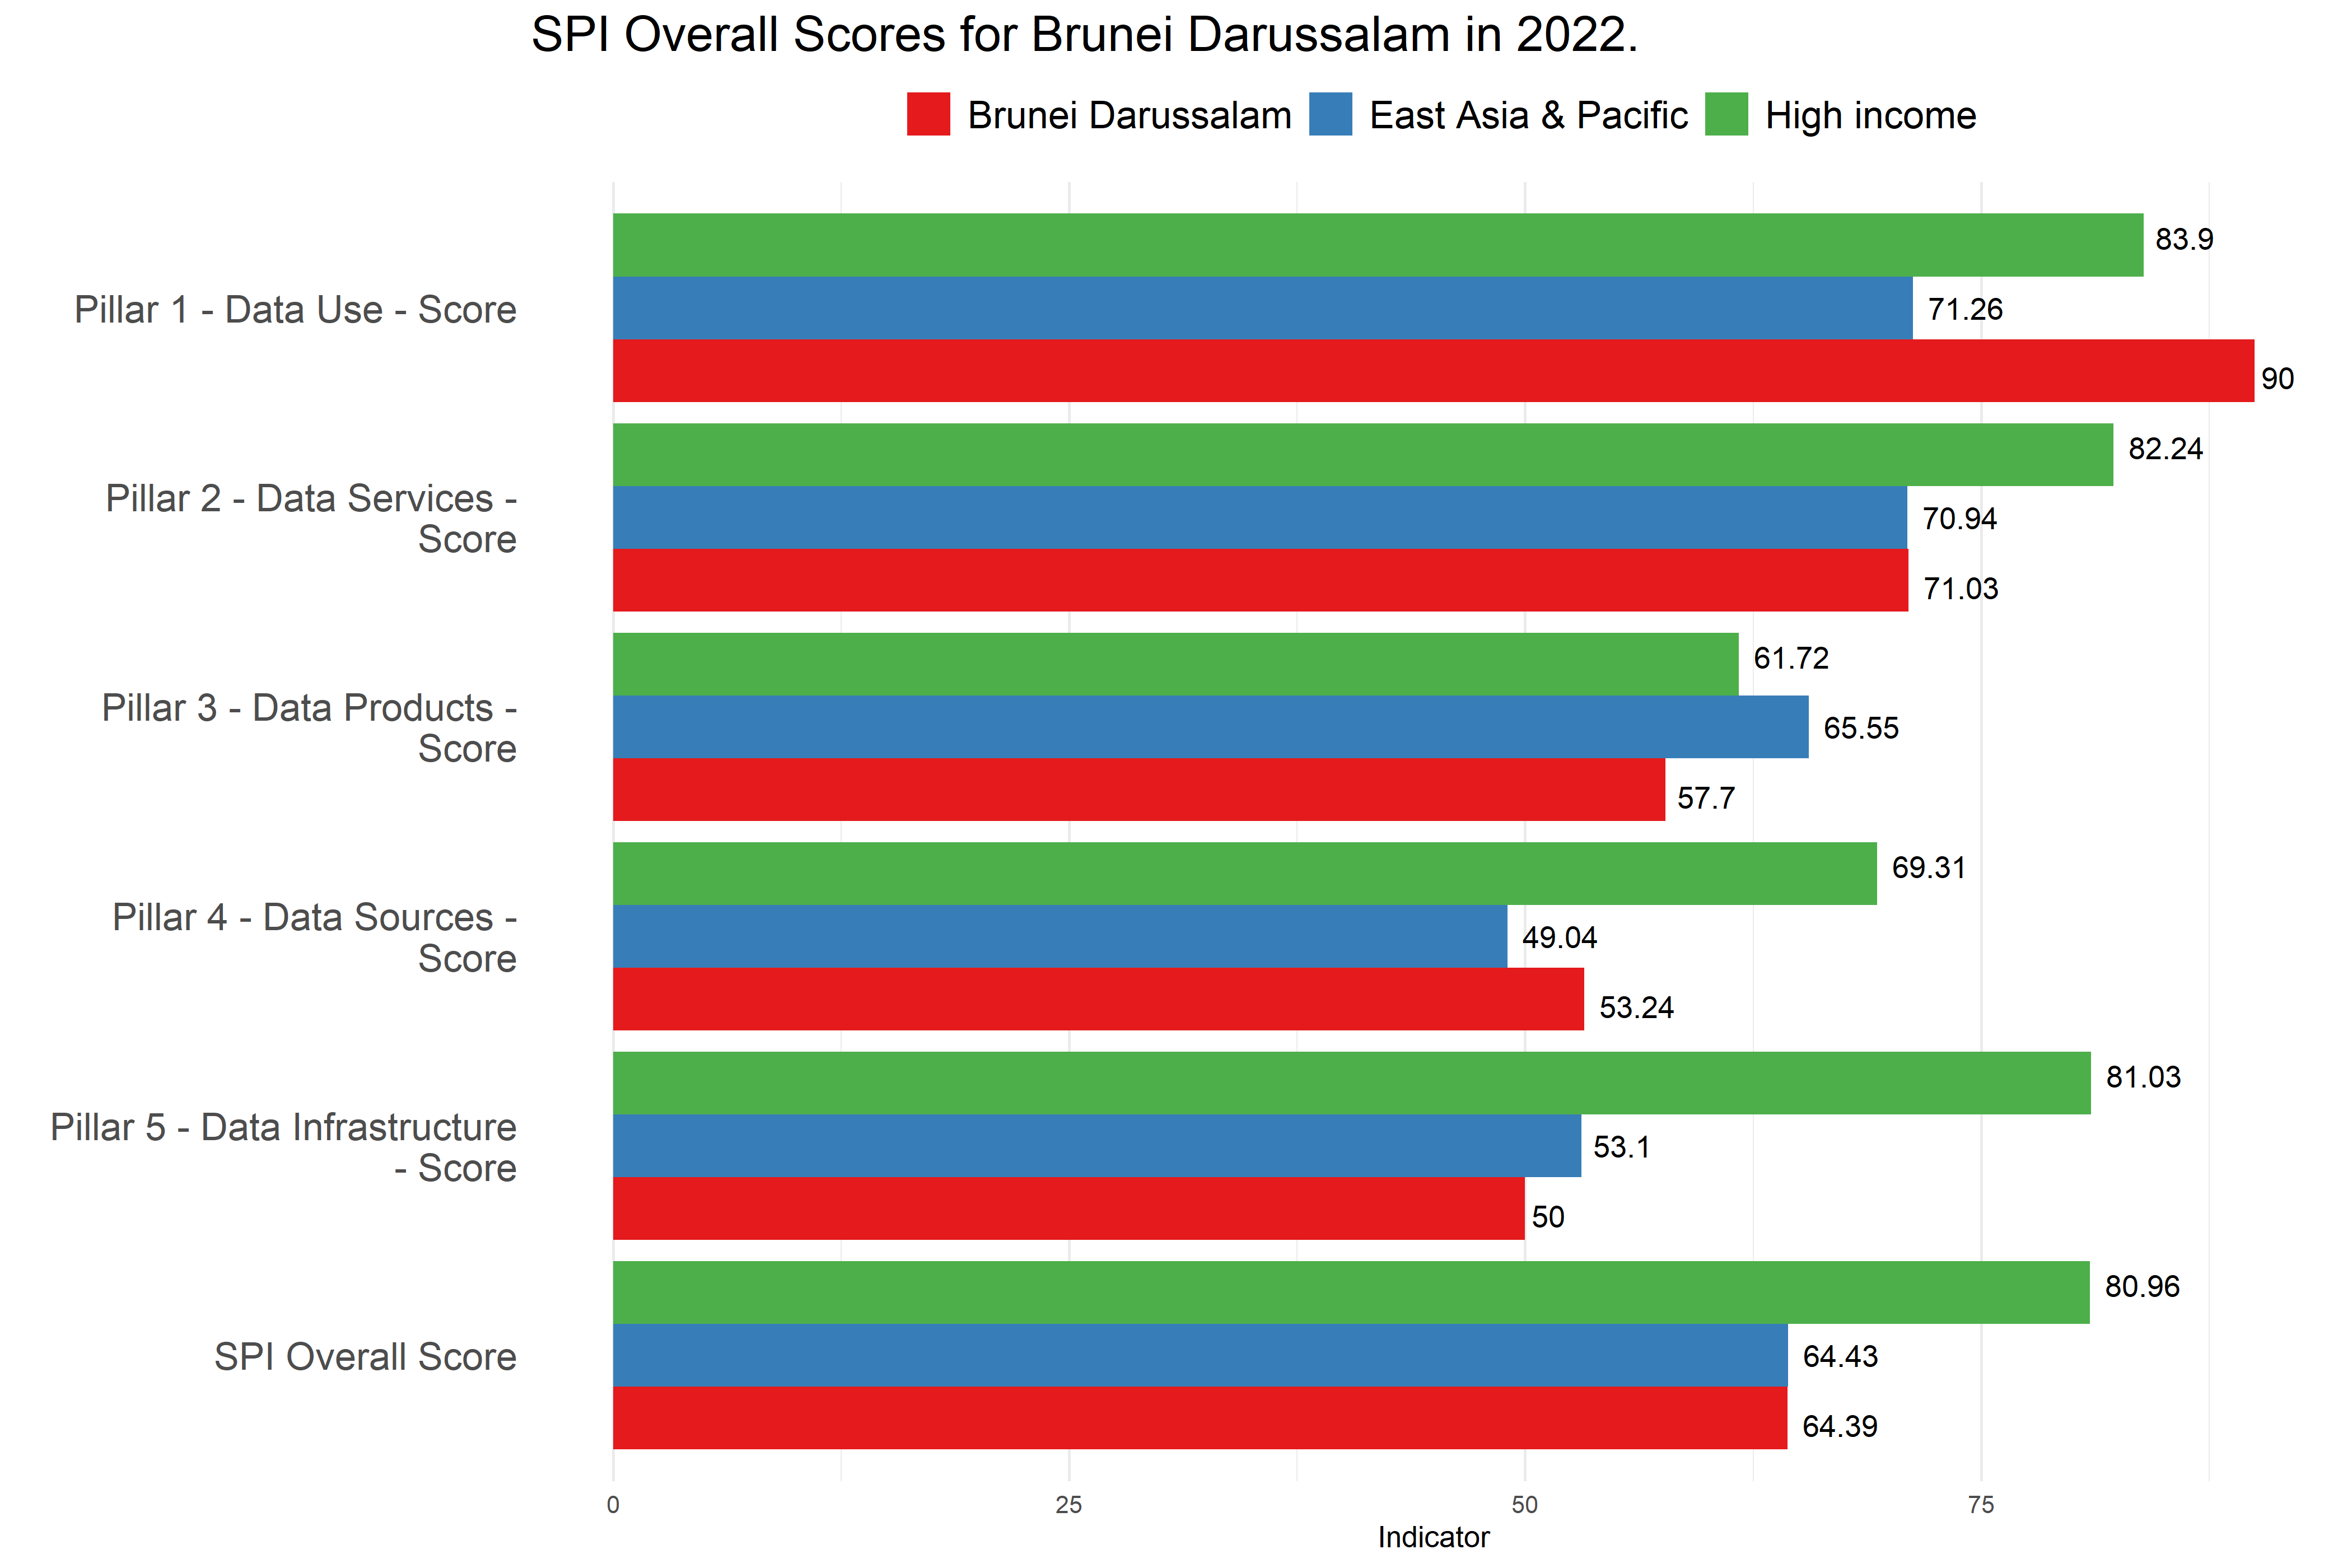 SPI Overall Scores for Brunei Darussalam in 2022.
Brunei Darussalam East Asia & Pacific High income
Pillar 1 - Data Use - Score
83.9
71.26
90
Pillar 2 - Data Services -
Score
82.24
70.94
71.03
Pillar 3 - Data Products -
Score
61.72
65.55
57.7
Pillar 4 - Data Sources -
Score
69.31
49.04
53.24
Pillar 5 - Data Infrastructure
- Score
81.03
53.1
50
SPI Overall Score
80.96
64.43
64.39
0 25 50 75
Indicator